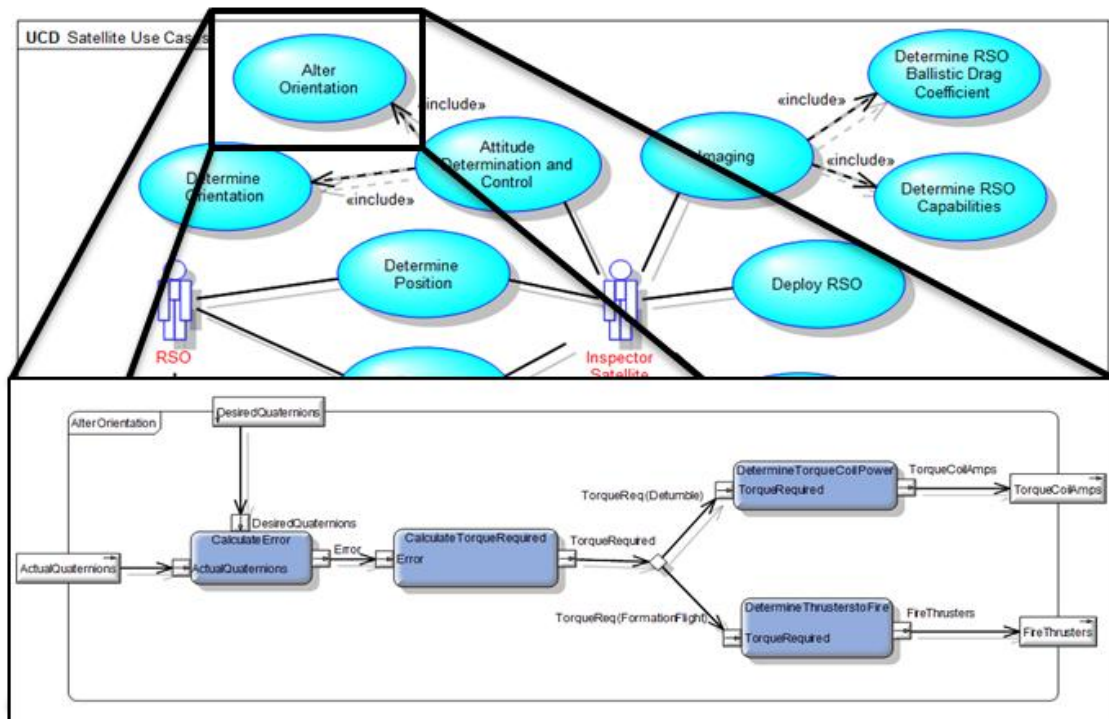 UCD Satellite Use Cases
Alter
Orientation
«include»
Determine RSO
Ballistic Drag
Coefficient
«include»
Attitude
Determination and
Control
Imaging
«include»
Determine
Orientation
«include»
Determine RSO
Capabilities
Determine
Position
Deploy RSO
RSO
Inspector
Satellite
AlterOrientation
DesiredQuaternions
DesiredQuaternions
CalculateError
ActualQuaternions
ActualQuaternions
Error
CalculateTorqueRequired
Error
TorqueRequired
TorqueReq(Detumble)
DetermineTorqueCoilPower
TorqueRequired
TorqueCoilAmps
TorqueCoilAmps
TorqueReq(FormationFlight)
DetermineThrusterstoFire
TorqueRequired
FireThrusters
FireThrusters